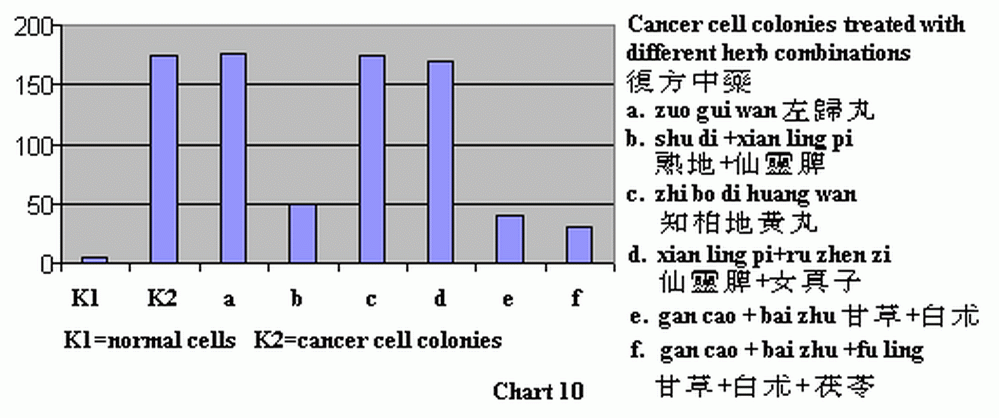 200
150
100
50
0
K1 K2 a b c d e f
K1=normal cells K2=cancer cell colonies
Chart 10
Cancer cell colonies treated with
different herb combinations
復方中藥
a. zuo gui wan 左歸丸
b. shu di +xian ling pi
熟地+仙靈脾
c. zhi bo di huang wan
知柏地黃丸
d. xian ling pi+ru zhen zi
仙靈脾+女真子
e. gan cao + bai zhu 甘草+白朮
f. gan cao + bai zhu +fu ling
甘草+白朮+茯苓